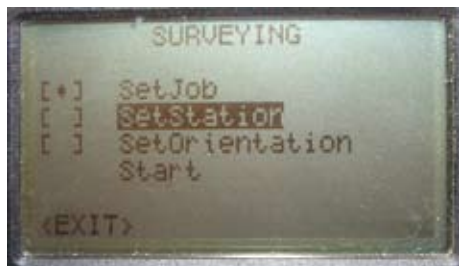 SURVEYING
[•] SetJob
[ ] SetStation
[ ] SetOrientation
Start
<EXIT>